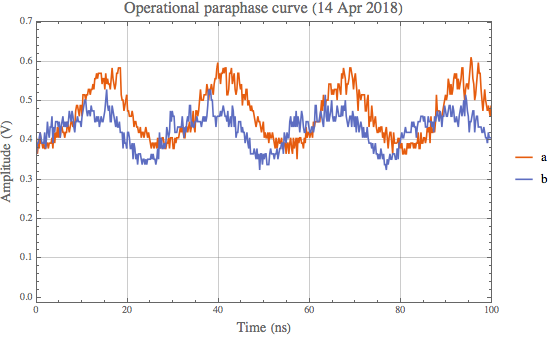 Operational paraphase curve (14 Apr 2018)
0.7
0.6
0.5
0.4
0.3
0.2
0.1
0.0
Amplitude (V)
0 20 40 60 80 100
Time (ns)
a
b